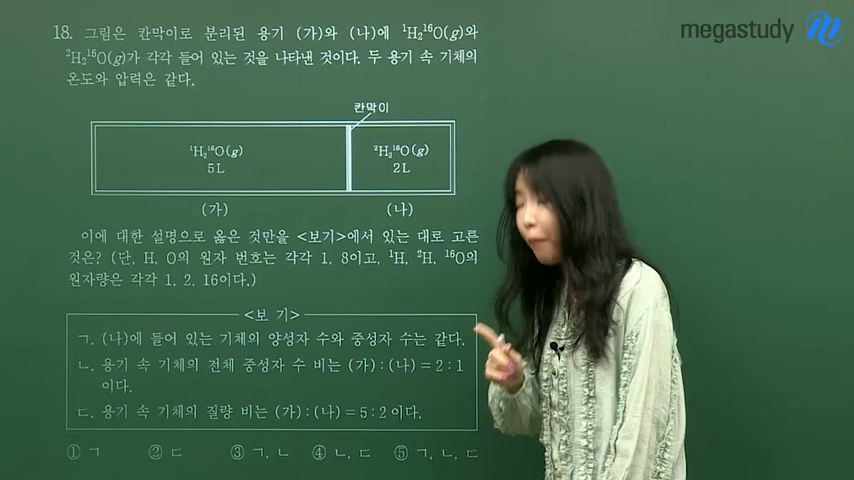 megastudy
18. 그림은 칸막이로 분리된 용기 (가)와 (나)에 ¹H₂¹⁶O(g)와
²H₂¹⁶O(g)가 각각 들어 있는 것을 나타낸 것이다. 두 용기 속 기체의
온도와 압력은 같다.
칸막이
¹H₂¹⁶O(g) ²H₂¹⁶O(g)
5L 2L
(가) (나)
이에 대한 설명으로 옳은 것만을 <보기>에서 있는 대로 고른
것은? (단, H, O의 원자 번호는 각각 1, 8이고, ¹H, ²H, ¹⁶O의
원자량은 각각 1, 2, 16이다.)
<보 기>
ㄱ. (나)에 들어 있는 기체의 양성자 수와 중성자 수는 같다.
ㄴ. 용기 속 기체의 전체 중성자 수 비는 (가) : (나) = 2 : 1
이다.
ㄷ. 용기 속 기체의 질량 비는 (가) : (나) = 5 : 2 이다.
① ㄱ ② ㄷ ③ ㄱ, ㄴ ④ ㄴ, ㄷ ⑤ ㄱ, ㄴ, ㄷ